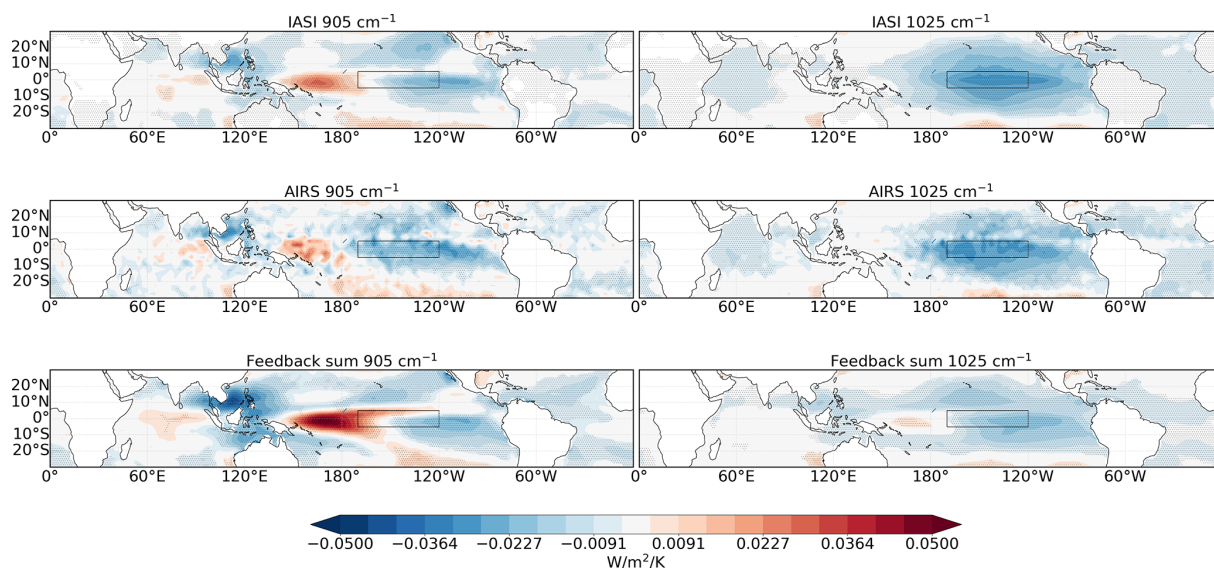 IASI 905 cm⁻¹ IASI 1025 cm⁻¹
20°N
10°N
0°
10°S
20°S
0 60°E 120°E 180° 120°W 60°W 0 60°E 120°E 180° 120°W 60°W
AIRS 905 cm⁻¹ AIRS 1025 cm⁻¹
20°N
10°N
0°
10°S
20°S
0 60°E 120°E 180° 120°W 60°W 0 60°E 120°E 180° 120°W 60°W
Feedback sum 905 cm⁻¹ Feedback sum 1025 cm⁻¹
20°N
10°N
0°
10°S
20°S
0 60°E 120°E 180° 120°W 60°W 0 60°E 120°E 180° 120°W 60°W
−0.0500 −0.0364 −0.0227 −0.0091 0.0091 0.0227 0.0364 0.0500
W/m²/K